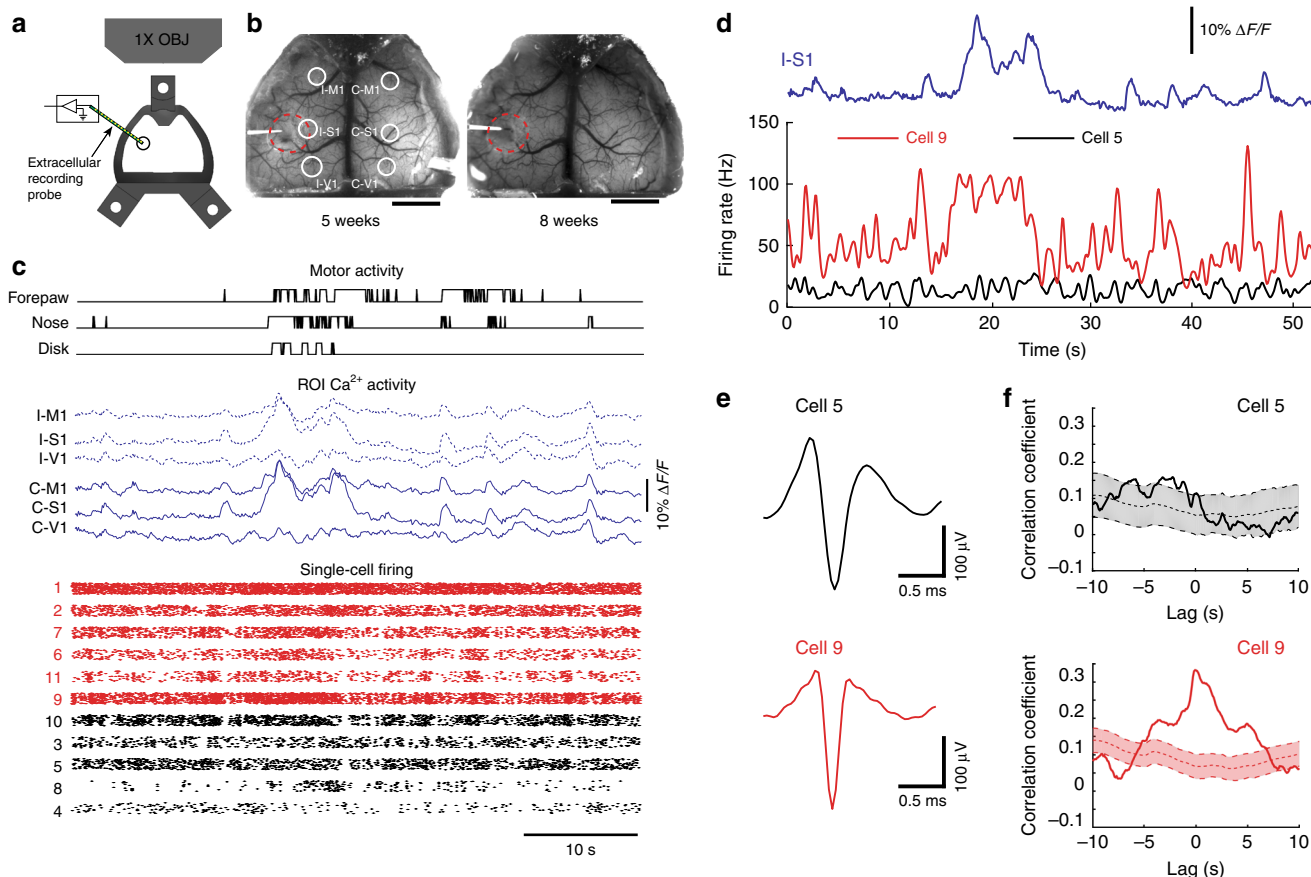 a
1X OBJ
Extracellular
recording
probe
b
I-M1 C-M1
I-S1 C-S1
I-V1 C-V1
5 weeks
8 weeks
c
Motor activity
Forepaw
Nose
Disk
ROI Ca2+ activity
I-M1
I-S1
I-V1
C-M1
C-S1
C-V1
10% ΔF/F
Single-cell firing
1
2
7
6
11
9
10
3
5
8
4
10 s
d
I-S1
10% ΔF/F
Cell 9 Cell 5
Firing rate (Hz)
150
100
50
0
0 10 20 30 40 50
Time (s)
e
Cell 5
100 µV
0.5 ms
Cell 9
100 µV
0.5 ms
f
Cell 5
Correlation coefficient
0.3
0.2
0.1
0
–0.1
–10 –5 0 5 10
Lag (s)
Cell 9
Correlation coefficient
0.3
0.2
0.1
0
–0.1
–10 –5 0 5 10
Lag (s)